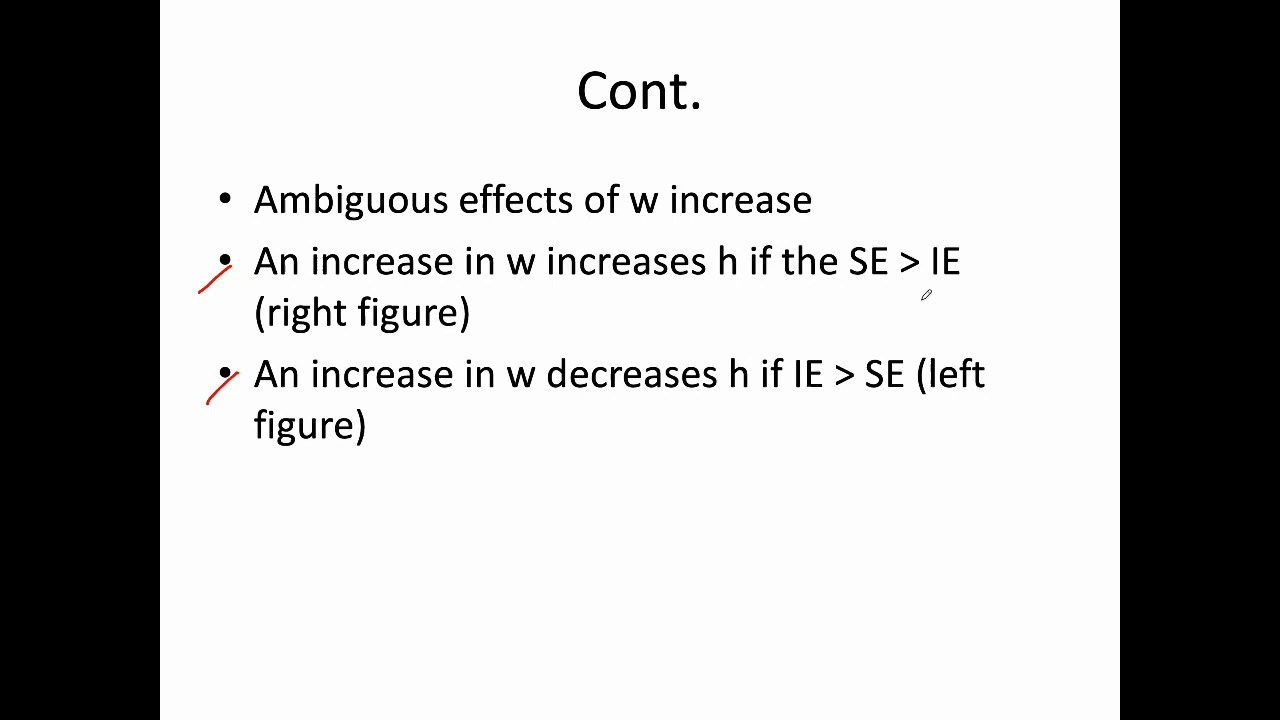 Cont.
• Ambiguous effects of w increase
• An increase in w increases h if the SE > IE
(right figure)
• An increase in w decreases h if IE > SE (left
figure)